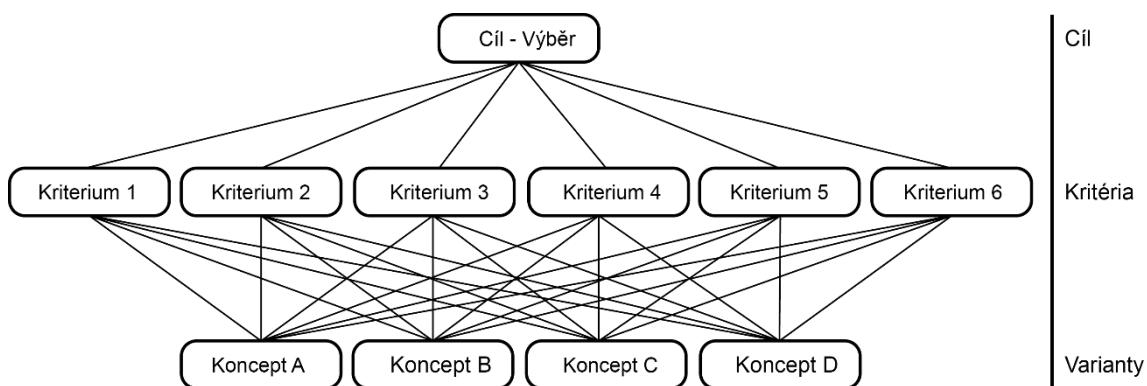 Cíl - Výběr
Cíl
Kriterium 1
Kriterium 2
Kriterium 3
Kriterium 4
Kriterium 5
Kriterium 6
Kritéria
Koncept A
Koncept B
Koncept C
Koncept D
Varianty